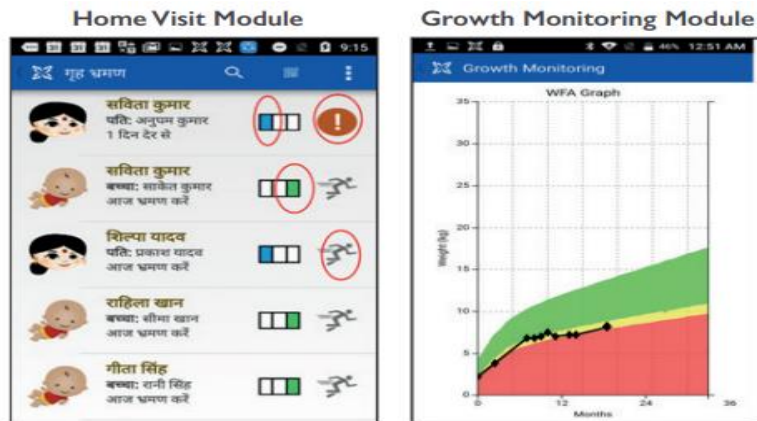 Home Visit Module
Growth Monitoring Module
9:15
गृह भ्रमण
सविता कुमार
पति: अनुपम कुमार
1 दिन देर से
सविता कुमार
बच्चा: साकेत कुमार
आज भ्रमण करें
शिल्पा यादव
पति: प्रकाश यादव
आज भ्रमण करें
राहिला खान
बच्चा: सीमा खान
आज भ्रमण करें
गीता सिंह
बच्चा: रानी सिंह
आज भ्रमण करें
46% 12:51 AM
Growth Monitoring
WFA Graph
35
30
25
20
15
10
5
0
Weight (kg)
0 12 24 36
Months